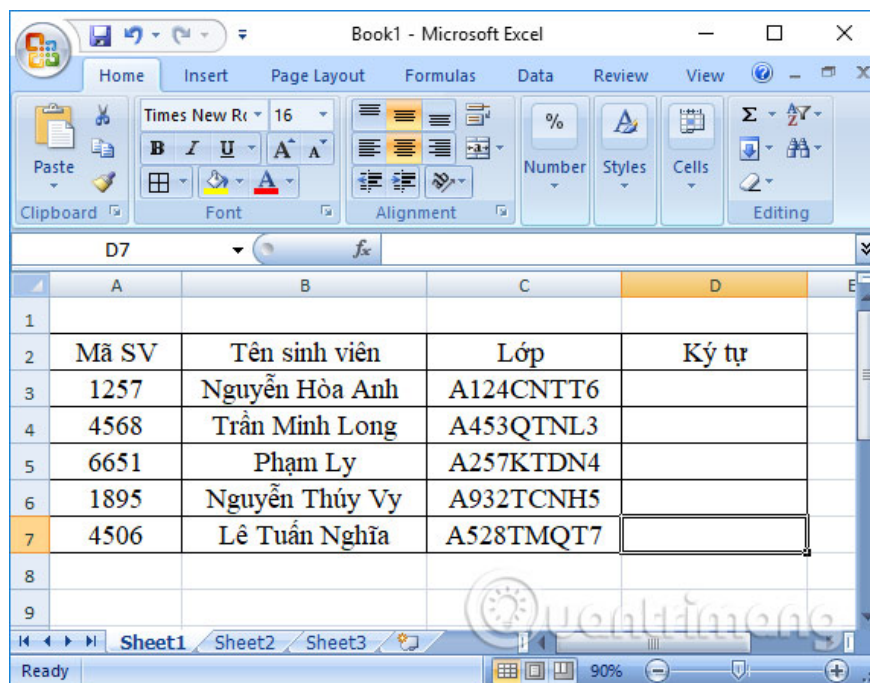 Book1 - Microsoft Excel
Home Insert Page Layout Formulas Data Review View
Times New Ro 16
Paste B I U A A A % Number Styles Cells Σ
Clipboard Font Alignment Editing
D7 fx
A B C D E
1
2 Mã SV Tên sinh viên Lớp Ký tự
3 1257 Nguyễn Hòa Anh A124CNTT6
4 4568 Trần Minh Long A453QTNL3
5 6651 Phạm Ly A257KTDN4
6 1895 Nguyễn Thúy Vy A932TCNH5
7 4506 Lê Tuấn Nghĩa A528TMQT7
8
9
Quantrimang
Sheet1 Sheet2 Sheet3
Ready 90%